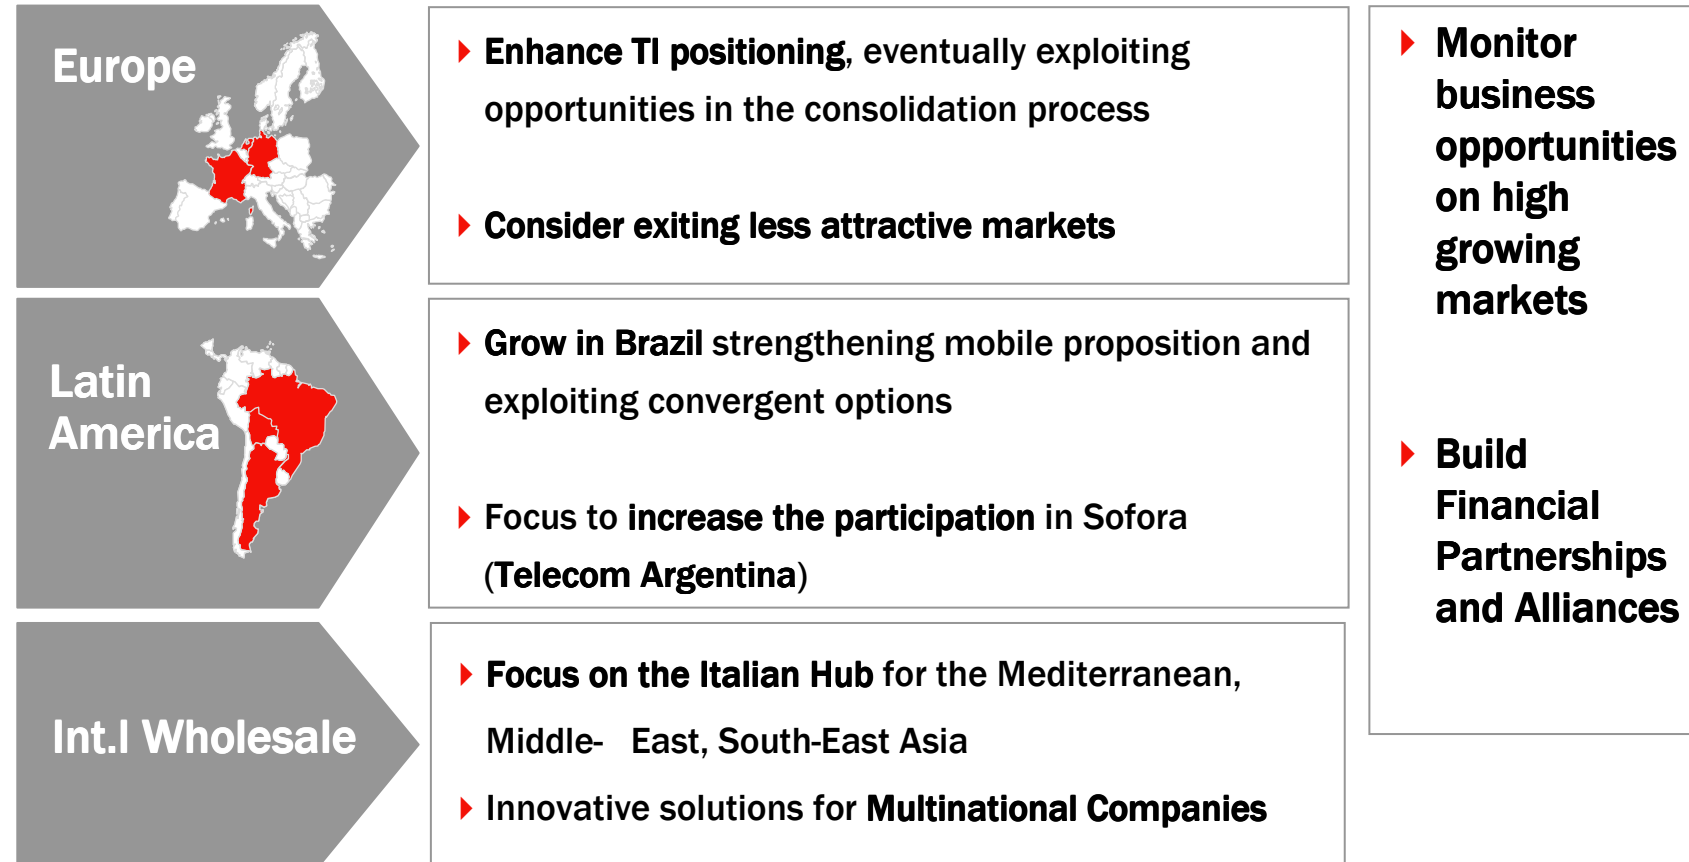 Europe
Enhance TI positioning, eventually exploiting
opportunities in the consolidation process
Consider exiting less attractive markets
Latin
America
Grow in Brazil strengthening mobile proposition and
exploiting convergent options
Focus to increase the participation in Sofora
(Telecom Argentina)
Int.l Wholesale
Focus on the Italian Hub for the Mediterranean,
Middle- East, South-East Asia
Innovative solutions for Multinational Companies
Monitor
business
opportunities
on high
growing
markets
Build
Financial
Partnerships
and Alliances